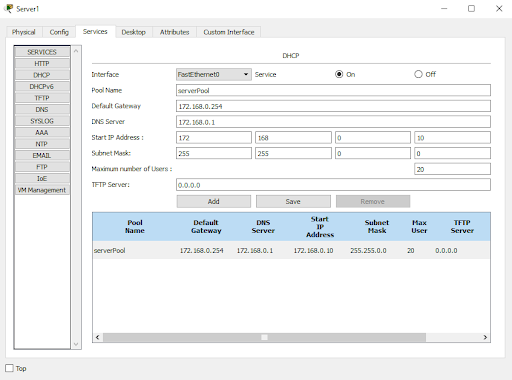 Server1
Physical Config Services Desktop Attributes Custom Interface
SERVICES
HTTP
DHCP
DHCPv6
TFTP
DNS
SYSLOG
AAA
NTP
EMAIL
FTP
IoE
VM Management
DHCP
Interface FastEthernet0 Service On Off
Pool Name serverPool
Default Gateway 172.168.0.254
DNS Server 172.168.0.1
Start IP Address : 172 168 0 10
Subnet Mask: 255 255 0 0
Maximum number of Users : 20
TFTP Server: 0.0.0.0
Add Save Remove
Pool Name Default Gateway DNS Server Start IP Address Subnet Mask Max User TFTP Server
serverPool 172.168.0.254 172.168.0.1 172.168.0.10 255.255.0.0 20 0.0.0.0
Top